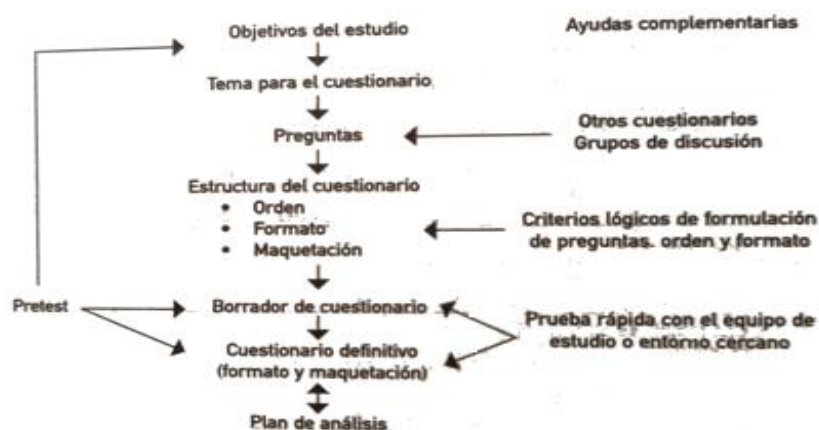 Objetivos del estudio
Ayudas complementarias
Tema para el cuestionario
Preguntas
Otros cuestionarios
Grupos de discusión
Estructura del cuestionario
• Orden
• Formato
• Maquetación
Criterios lógicos de formulación
de preguntas. orden y formato
Pretest
Borrador de cuestionario
Prueba rápida con el equipo de
estudio o entorno cercano
Cuestionario definitivo
(formato y maquetación)
Plan de análisis